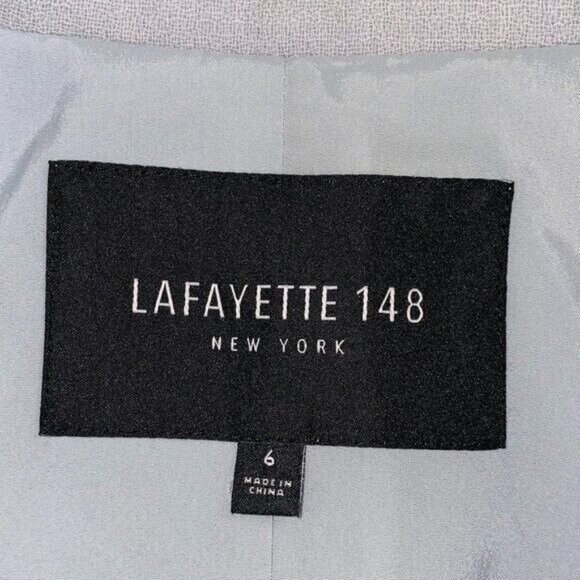 LAFAYETTE 148
NEW YORK
6
MADE IN
CHINA